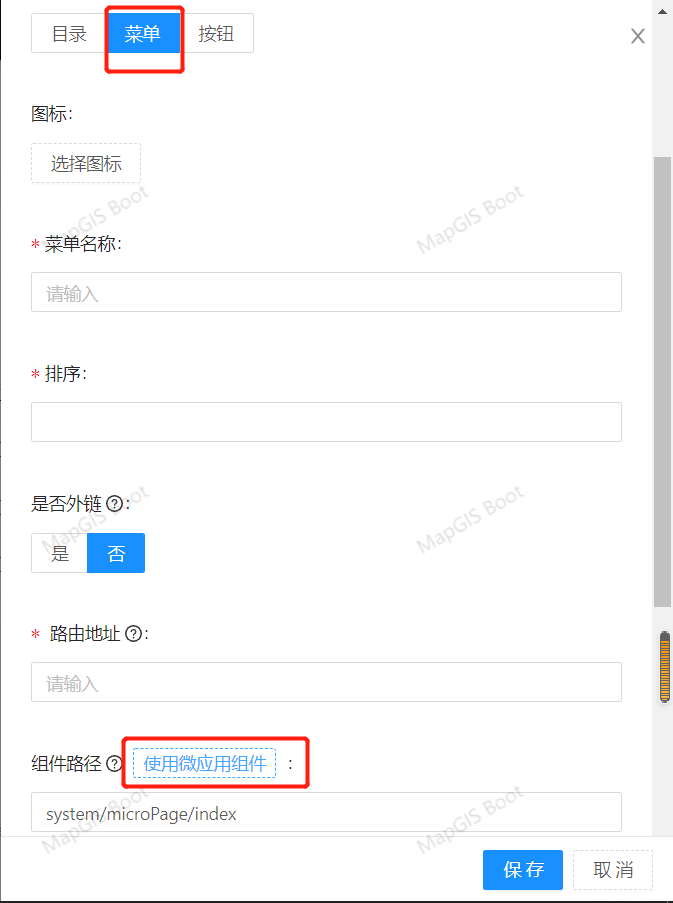 目录 菜单 按钮
X
图标:
选择图标
MapGIS Boot MapGIS Boot
* 菜单名称:
请输入
* 排序:
是否外链 ? :
MapGIS Boot MapGIS Boot
是 否
* 路由地址 ? :
请输入
组件路径 ? 使用微应用组件 :
system/microPage/index
MapGIS Boot MapGIS Boot
保存 取消